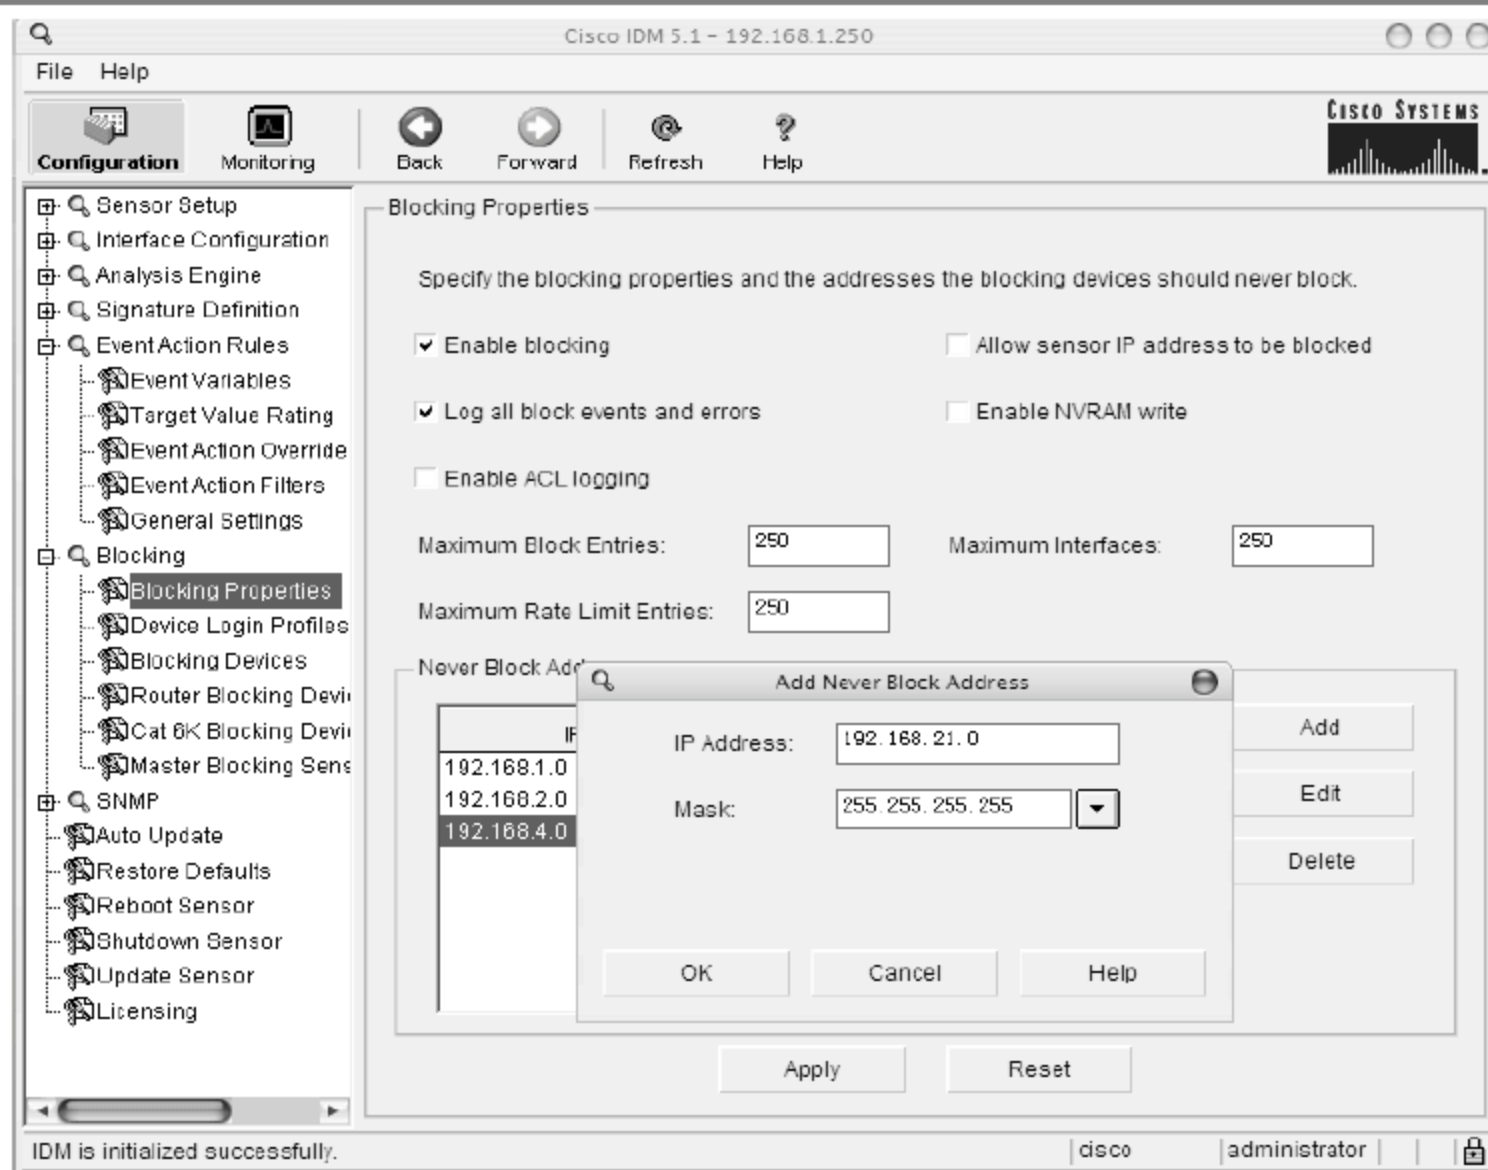 Cisco IDM 5.1 - 192.168.1.250
File Help
Configuration Monitoring Back Forward Refresh Help
CISCO SYSTEMS
Sensor Setup
Interface Configuration
Analysis Engine
Signature Definition
Event Action Rules
Event Variables
Target Value Rating
Event Action Override
Event Action Filters
General Settings
Blocking
Blocking Properties
Device Login Profiles
Blocking Devices
Router Blocking Devi
Cat 6K Blocking Devi
Master Blocking Sens
SNMP
Auto Update
Restore Defaults
Reboot Sensor
Shutdown Sensor
Update Sensor
Licensing
Blocking Properties
Specify the blocking properties and the addresses the blocking devices should never block.
Enable blocking Allow sensor IP address to be blocked
Log all block events and errors Enable NVRAM write
Enable ACL logging
Maximum Block Entries: 250 Maximum Interfaces: 250
Maximum Rate Limit Entries: 250
Never Block Add
IP
192.168.1.0
192.168.2.0
192.168.4.0
Add Never Block Address
IP Address: 192.168.21.0
Mask: 255.255.255.255
OK Cancel Help
Add
Edit
Delete
Apply Reset
IDM is initialized successfully. cisco administrator